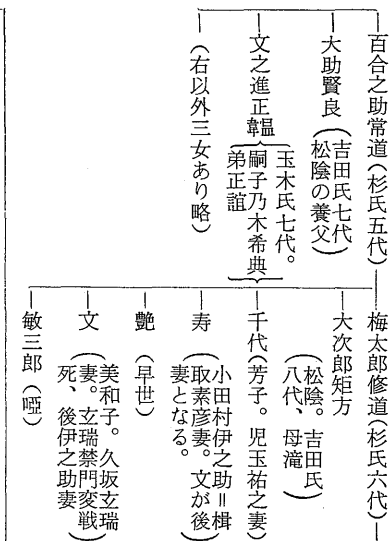 百合之助常道(杉氏五代)
大助賢良(吉田氏七代
松陰の養父)
文之進正韞
玉木氏七代。
嗣子乃木希典
弟正誼
(右以外三女あり略)
梅太郎修道(杉氏六代)
大次郎矩方
(松陰。吉田氏
八代、母滝)
千代(芳子。児玉祐之妻)
寿(小田村伊之助=楫
取素彦妻。文が後
妻となる。)
艶(早世)
文(美和子。久坂玄瑞
妻。玄瑞禁門変戦
死、後伊之助妻)
敏三郎(啞)